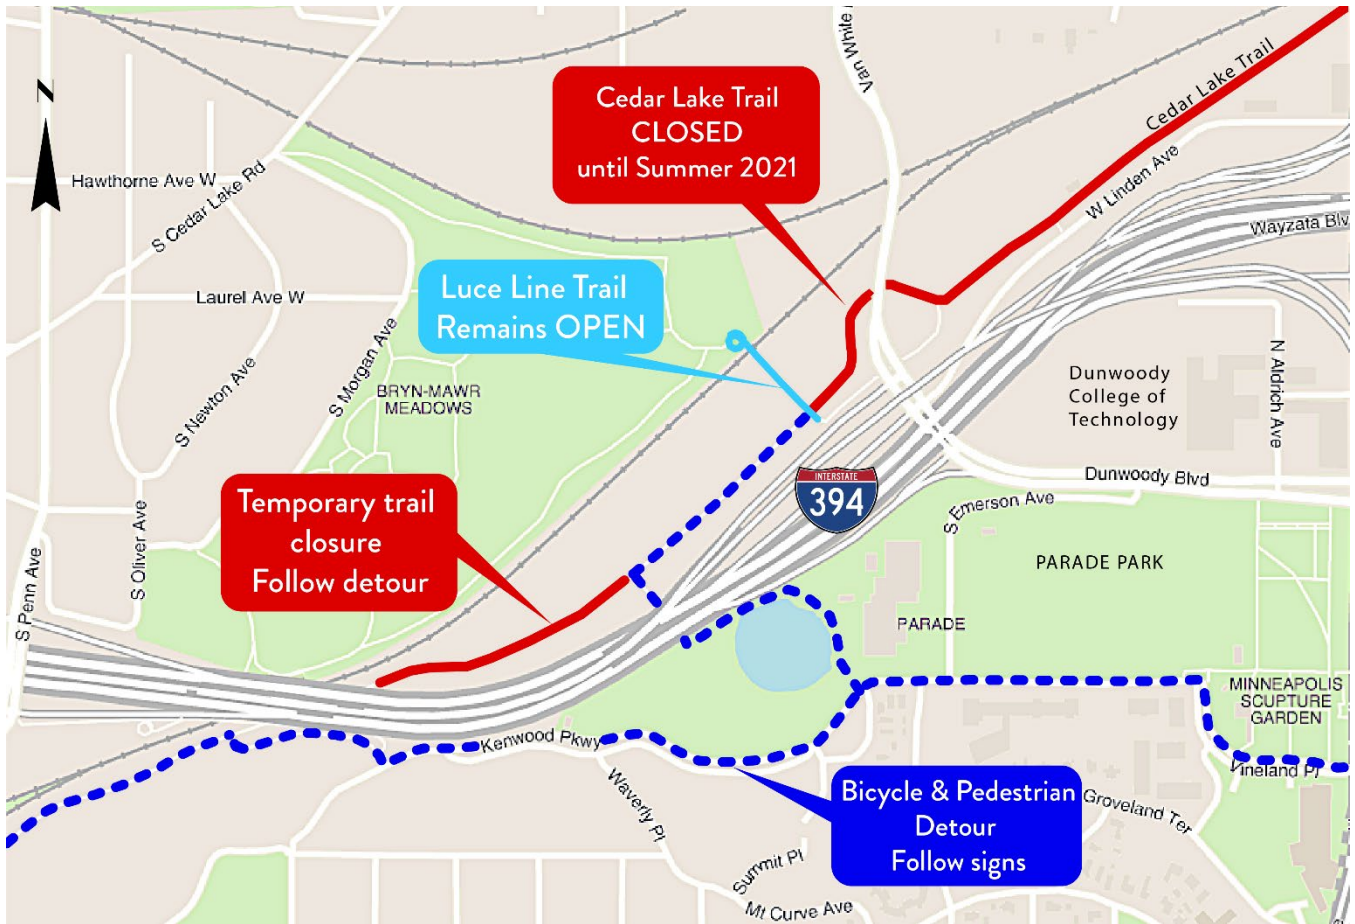 N
Hawthorne Ave W
S Cedar Lake Rd
Laurel Ave W
S Newton Ave
S Morgan Ave
S Oliver Ave
S Penn Ave
BRYN-MAWR
MEADOWS
Cedar Lake Trail
CLOSED
until Summer 2021
Van White
Cedar Lake Trail
W Linden Ave
Wayzata Blv
Luce Line Trail
Remains OPEN
Dunwoody
College of
Technology
N Aldrich Ave
Dunwoody Blvd
INTERSTATE
394
S Emerson Ave
Temporary trail
closure
Follow detour
PARADE PARK
PARADE
MINNEAPOLIS
SCUPTURE
GARDEN
Kenwood Pkwy
Vineland Pl
Waverly Pl
Bicycle & Pedestrian
Detour
Follow signs
Groveland Ter
Summit Pl
Mt Curve Ave